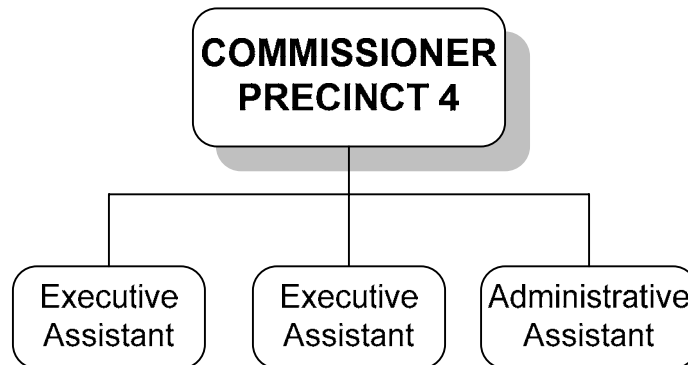 COMMISSIONER
PRECINCT 4
Executive
Assistant
Executive
Assistant
Administrative
Assistant